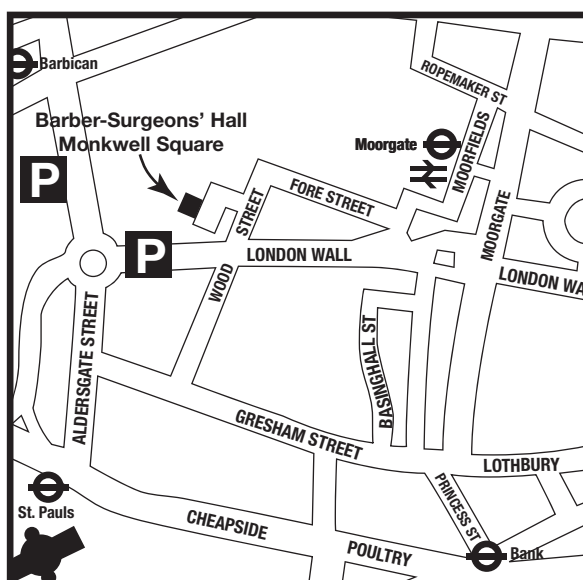 Barbican
ROPEMAKER ST
Barber-Surgeons' Hall
Monkwell Square
Moorgate
MOORFIELDS
P
FORE STREET
WOOD STREET
MOORGATE
P
LONDON WALL
LONDON WA
BASINGHALL ST
ALDERSGATE STREET
GRESHAM STREET
LOTHBURY
PRINCESS ST
St. Pauls
CHEAPSIDE
POULTRY
Bank